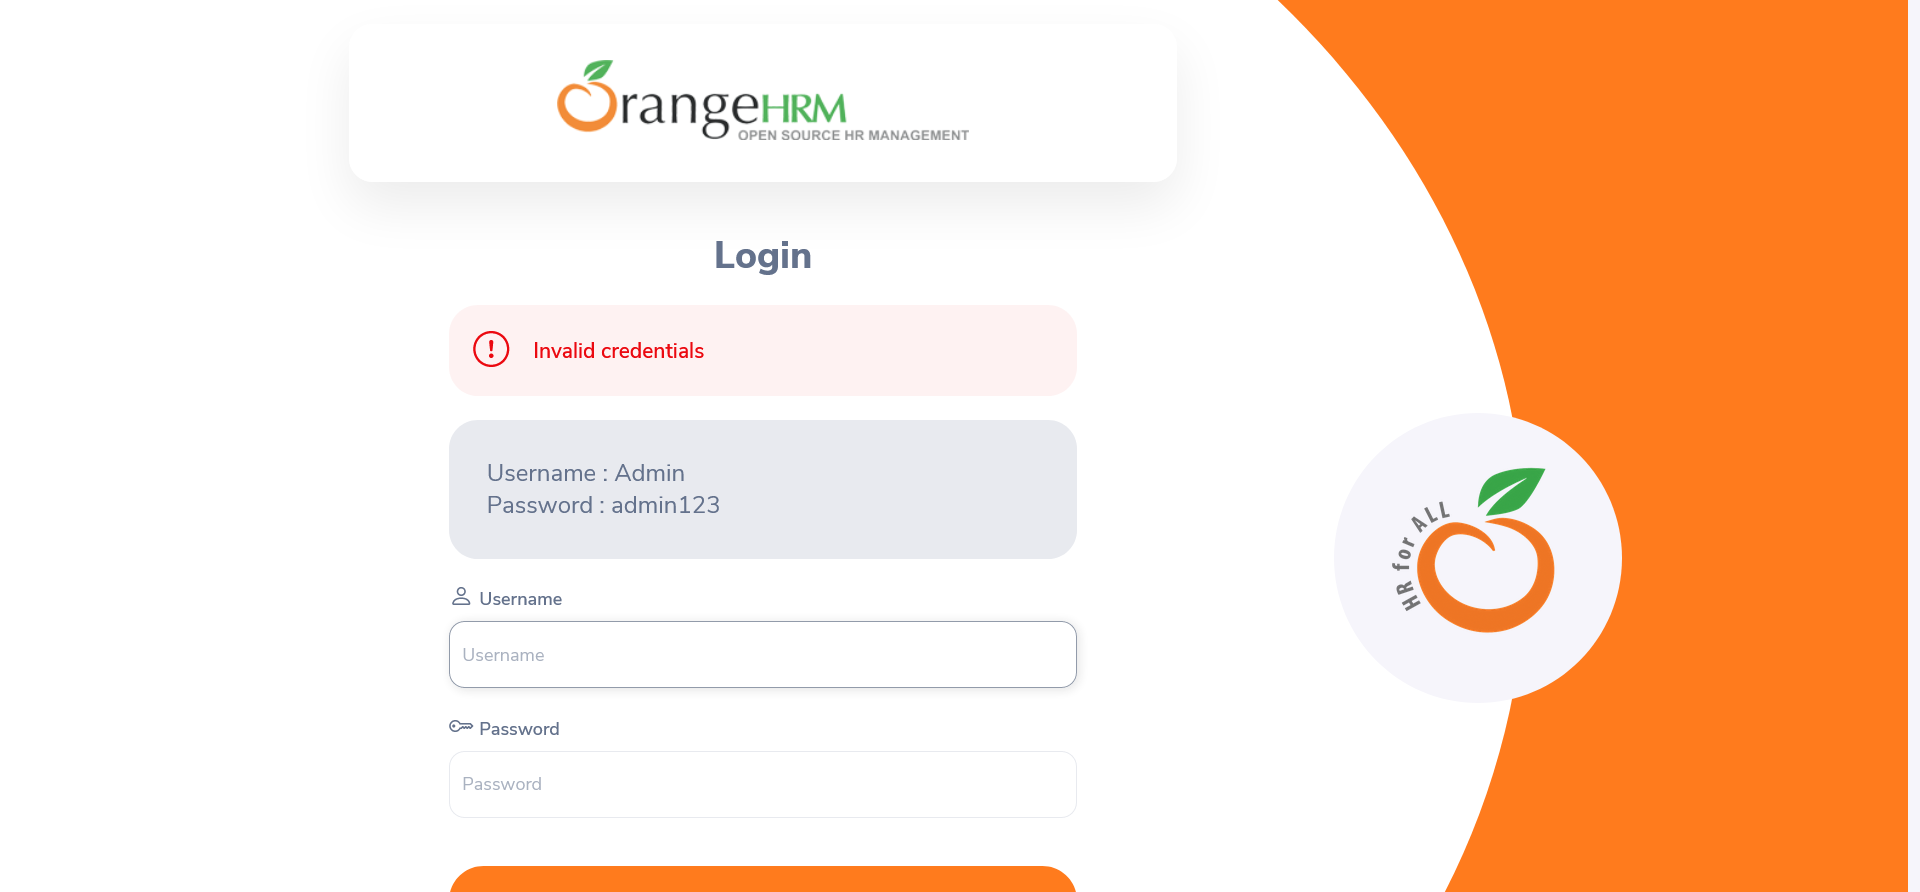 OrangeHRM
OPEN SOURCE HR MANAGEMENT
Login
Invalid credentials
Username : Admin
Password : admin123
Username
Username
Password
Password
HR for ALL